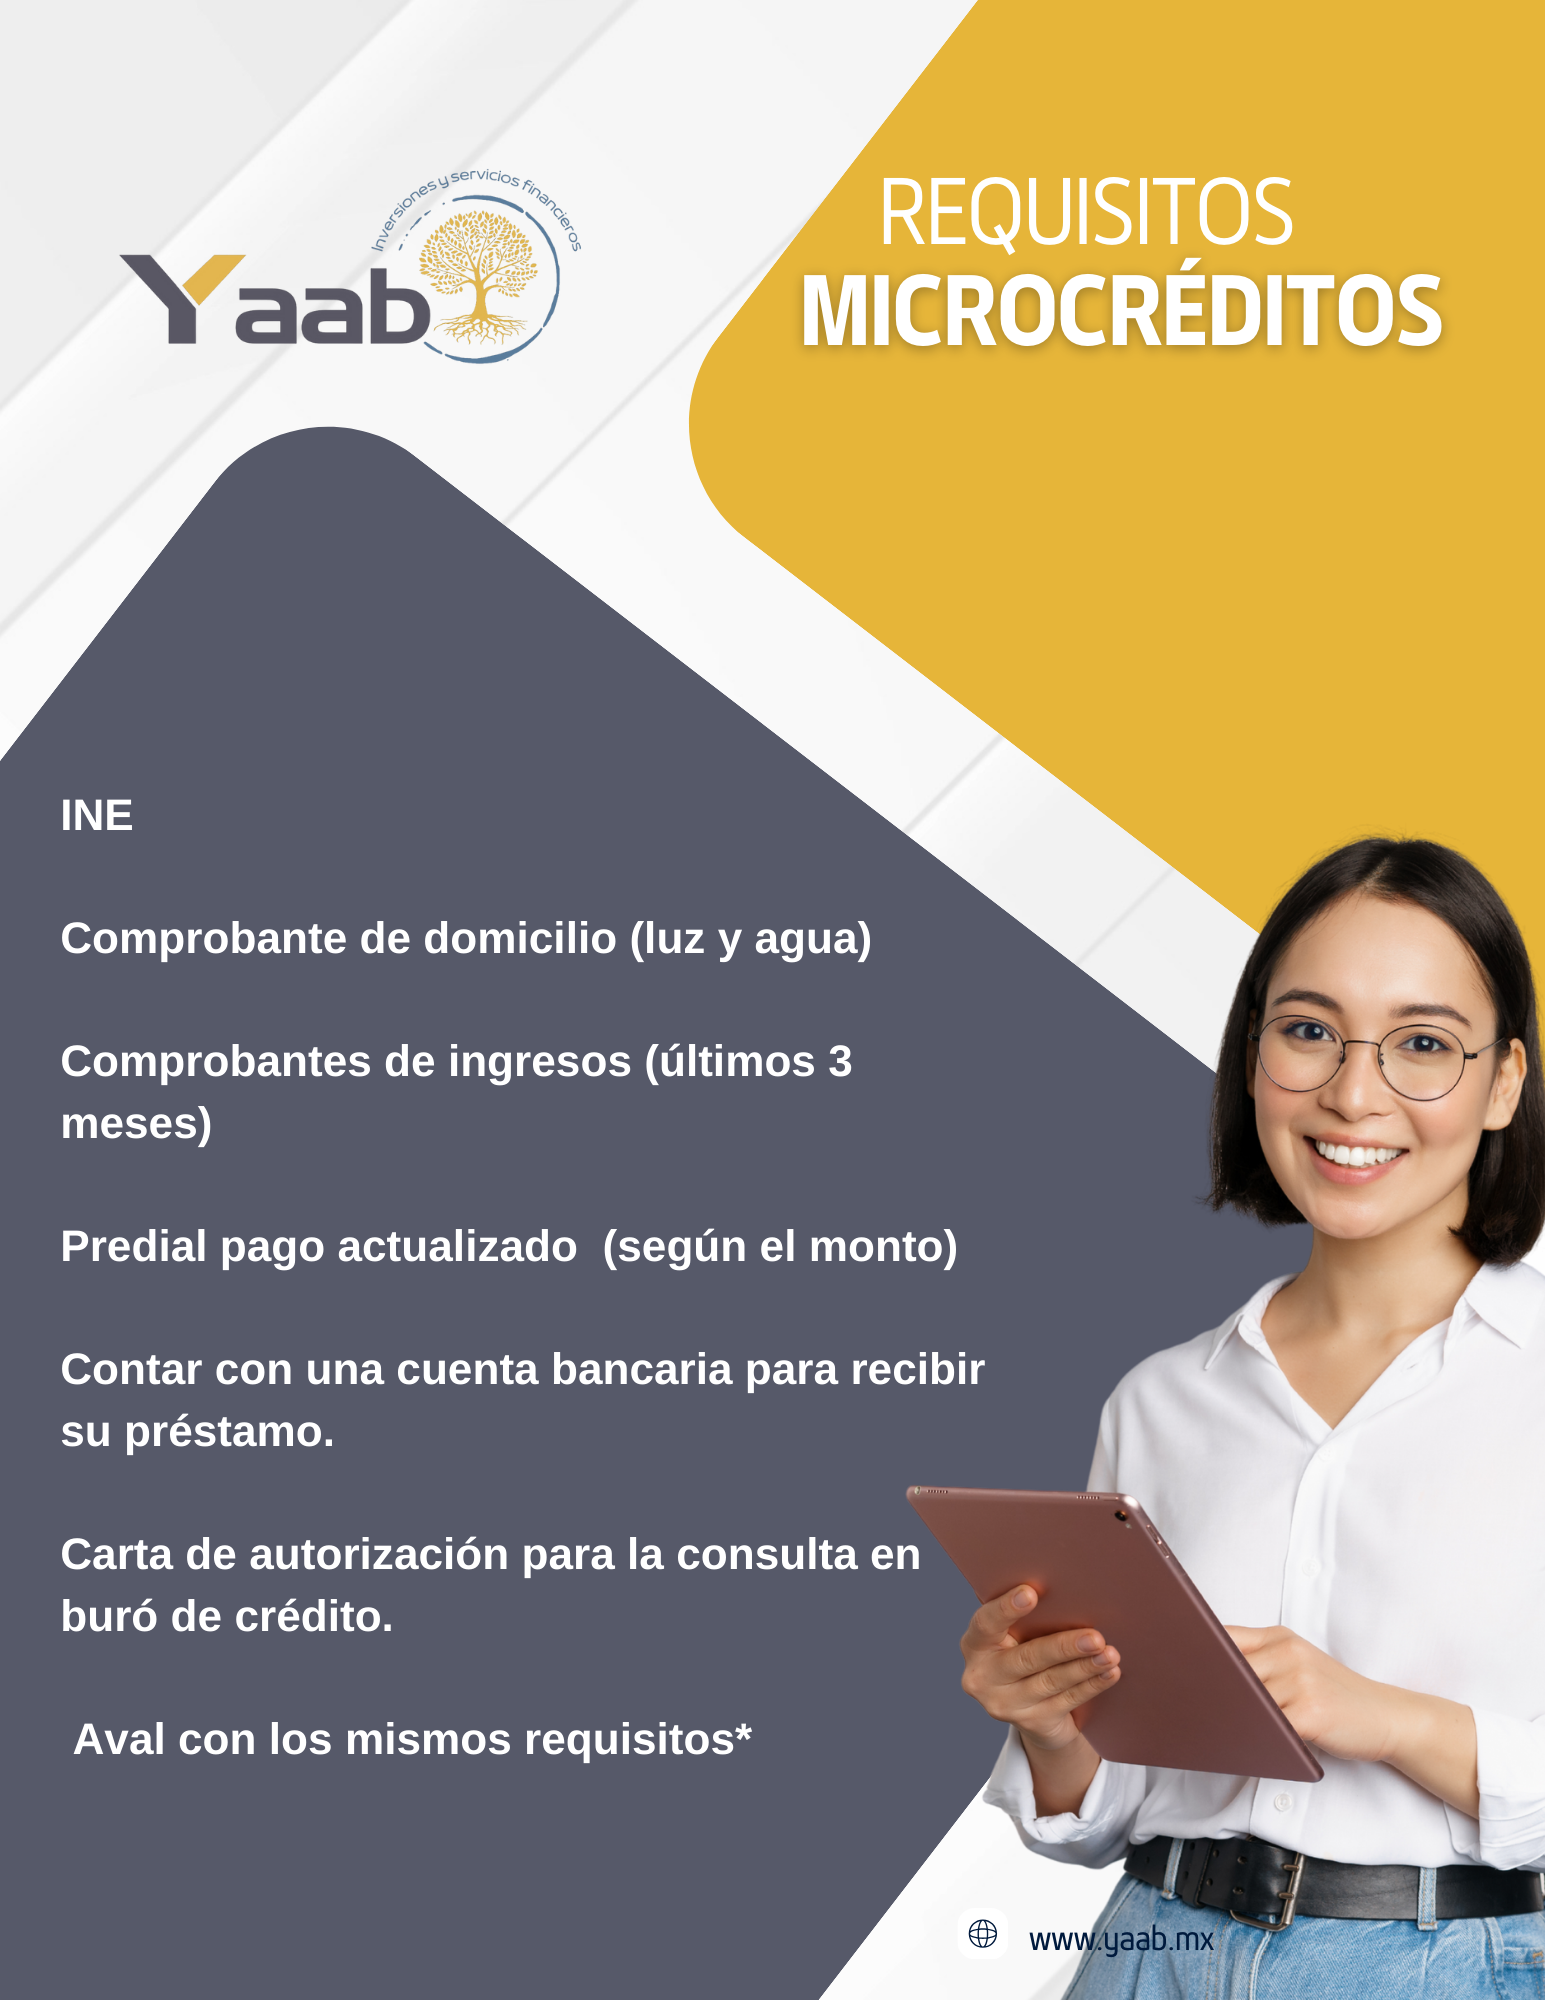 Inversiones y servicios financieros
Yaab
REQUISITOS
MICROCRÉDITOS
INE
Comprobante de domicilio (luz y agua)
Comprobantes de ingresos (últimos 3
meses)
Predial pago actualizado  (según el monto)
Contar con una cuenta bancaria para recibir
su préstamo.
Carta de autorización para la consulta en
buró de crédito.
Aval con los mismos requisitos*
www.yaab.mx